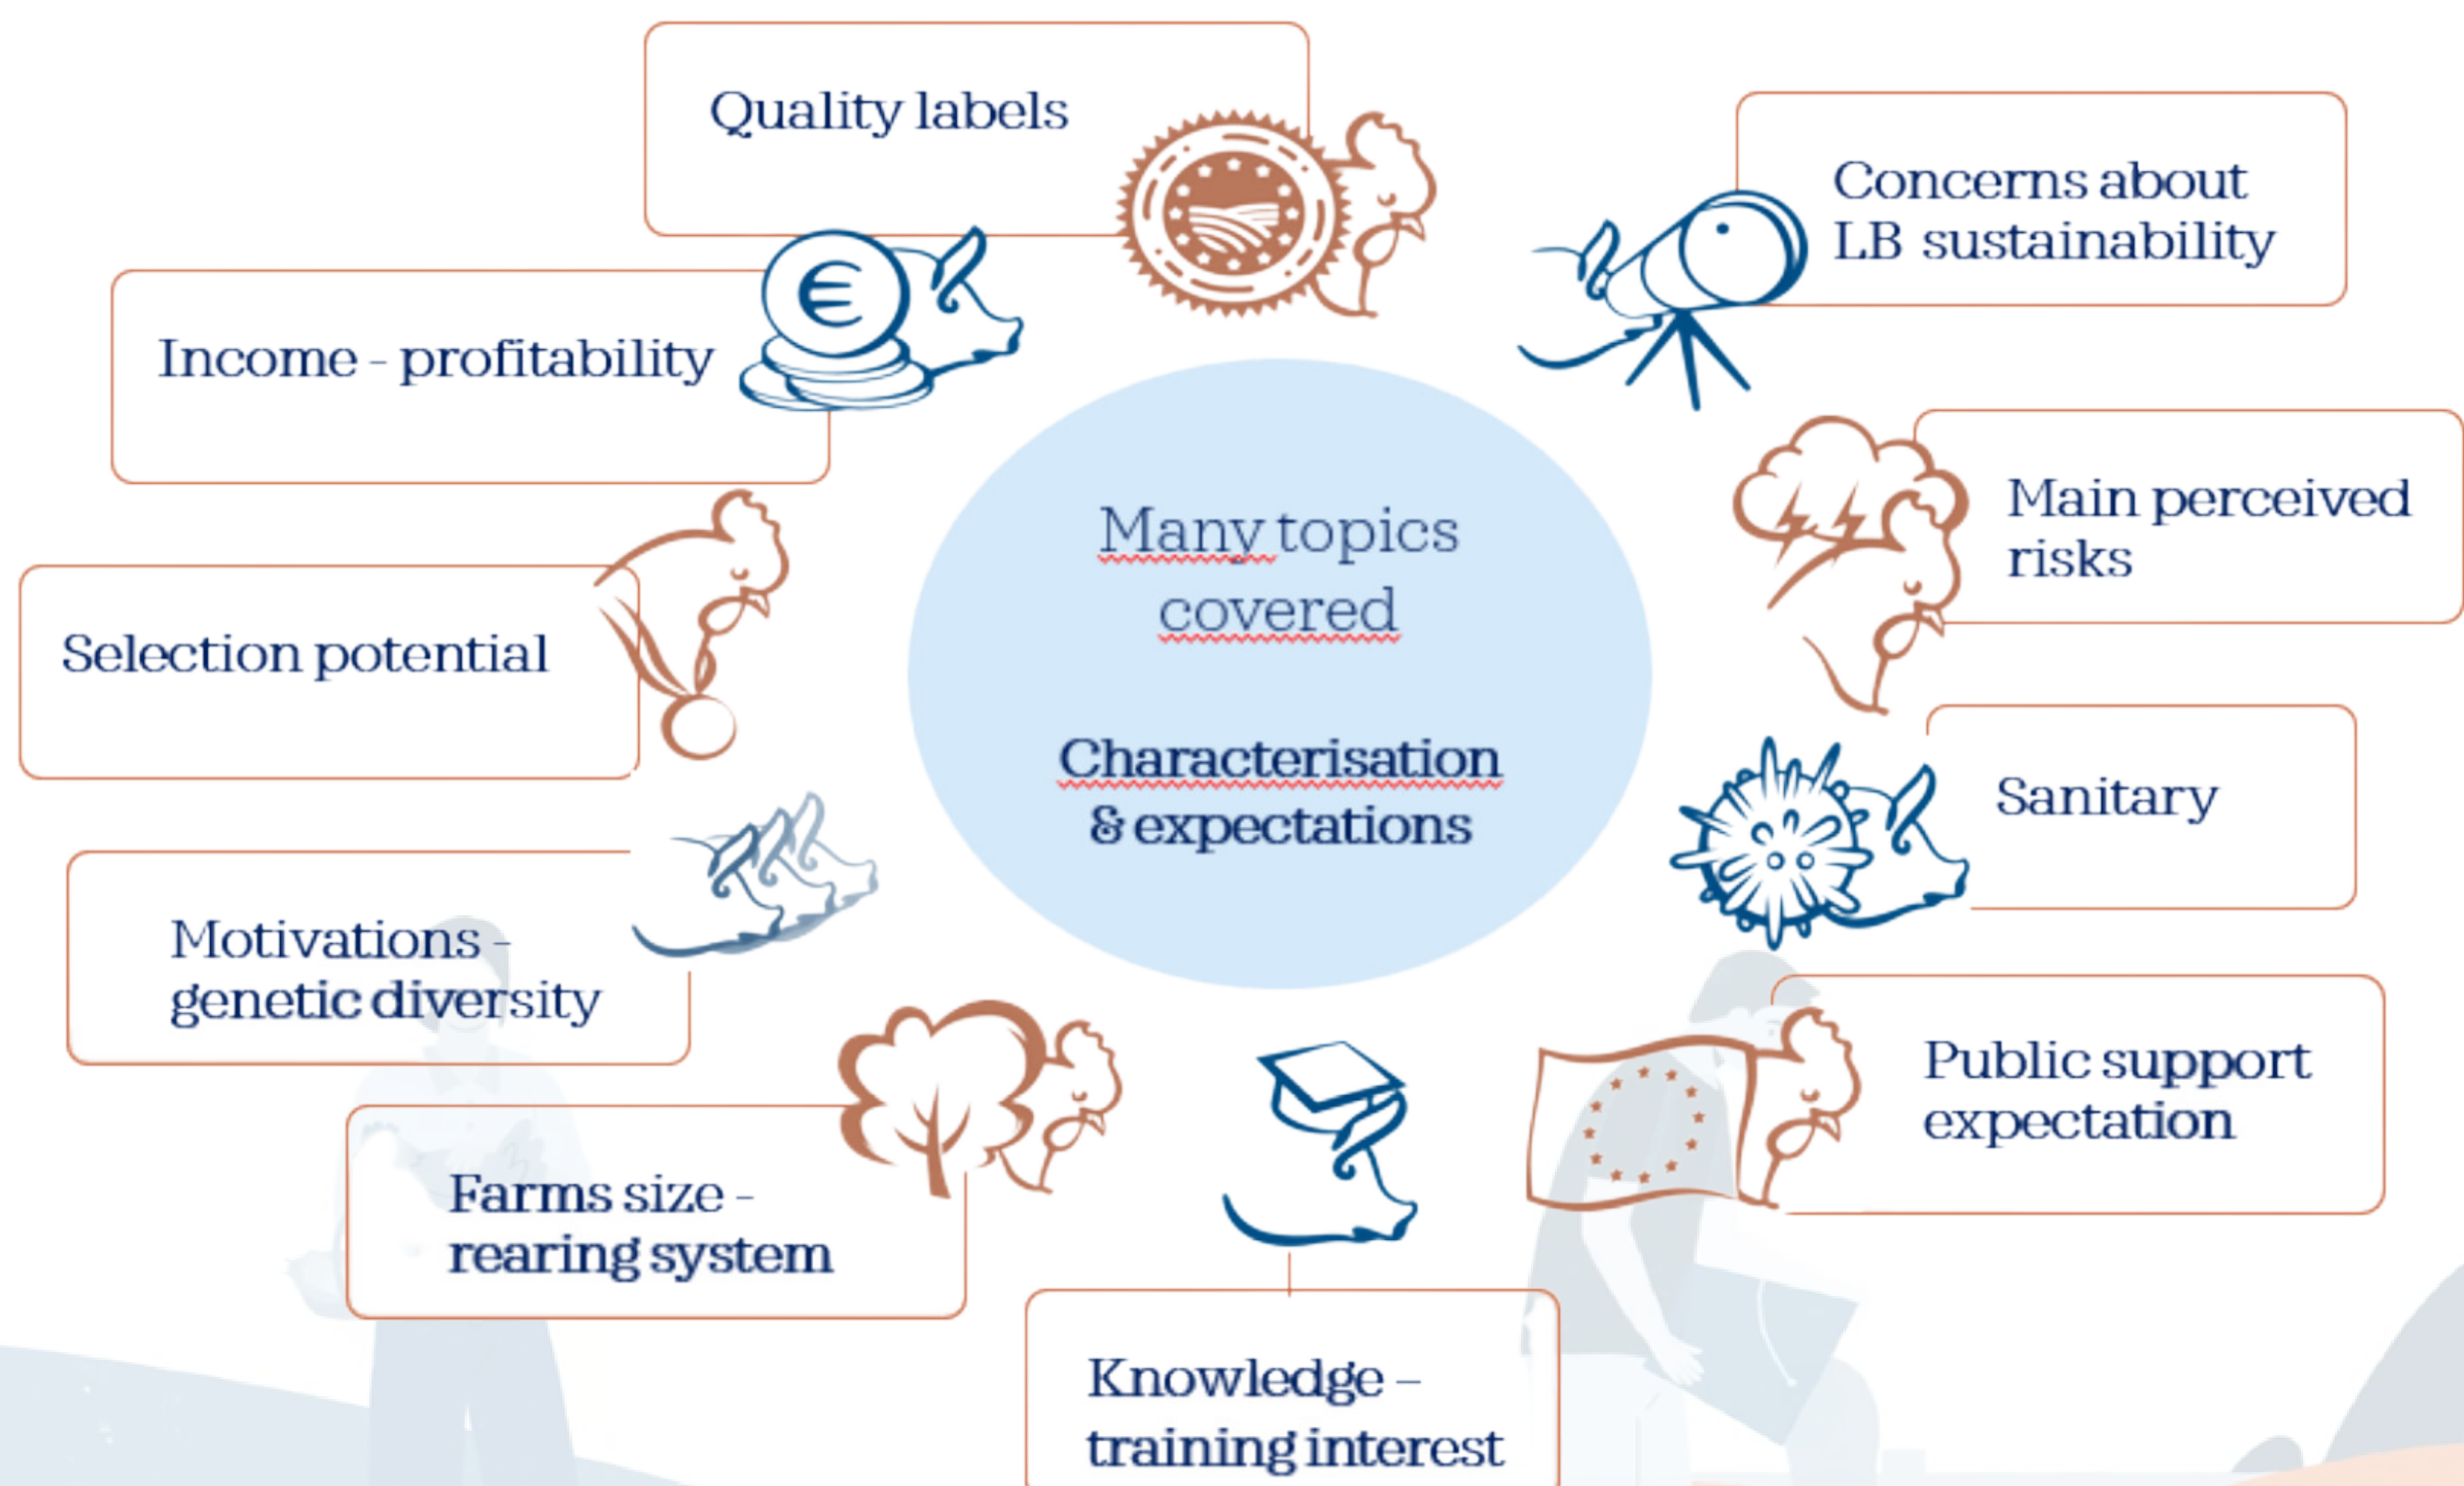 Quality labels
Concerns about
LB sustainability
Income - profitability
€
Main perceived
risks
Many topics
covered
Selection potential
Characterisation
& expectations
Sanitary
Motivations -
genetic diversity
Public support
expectation
Farms size -
rearing system
Knowledge –
training interest